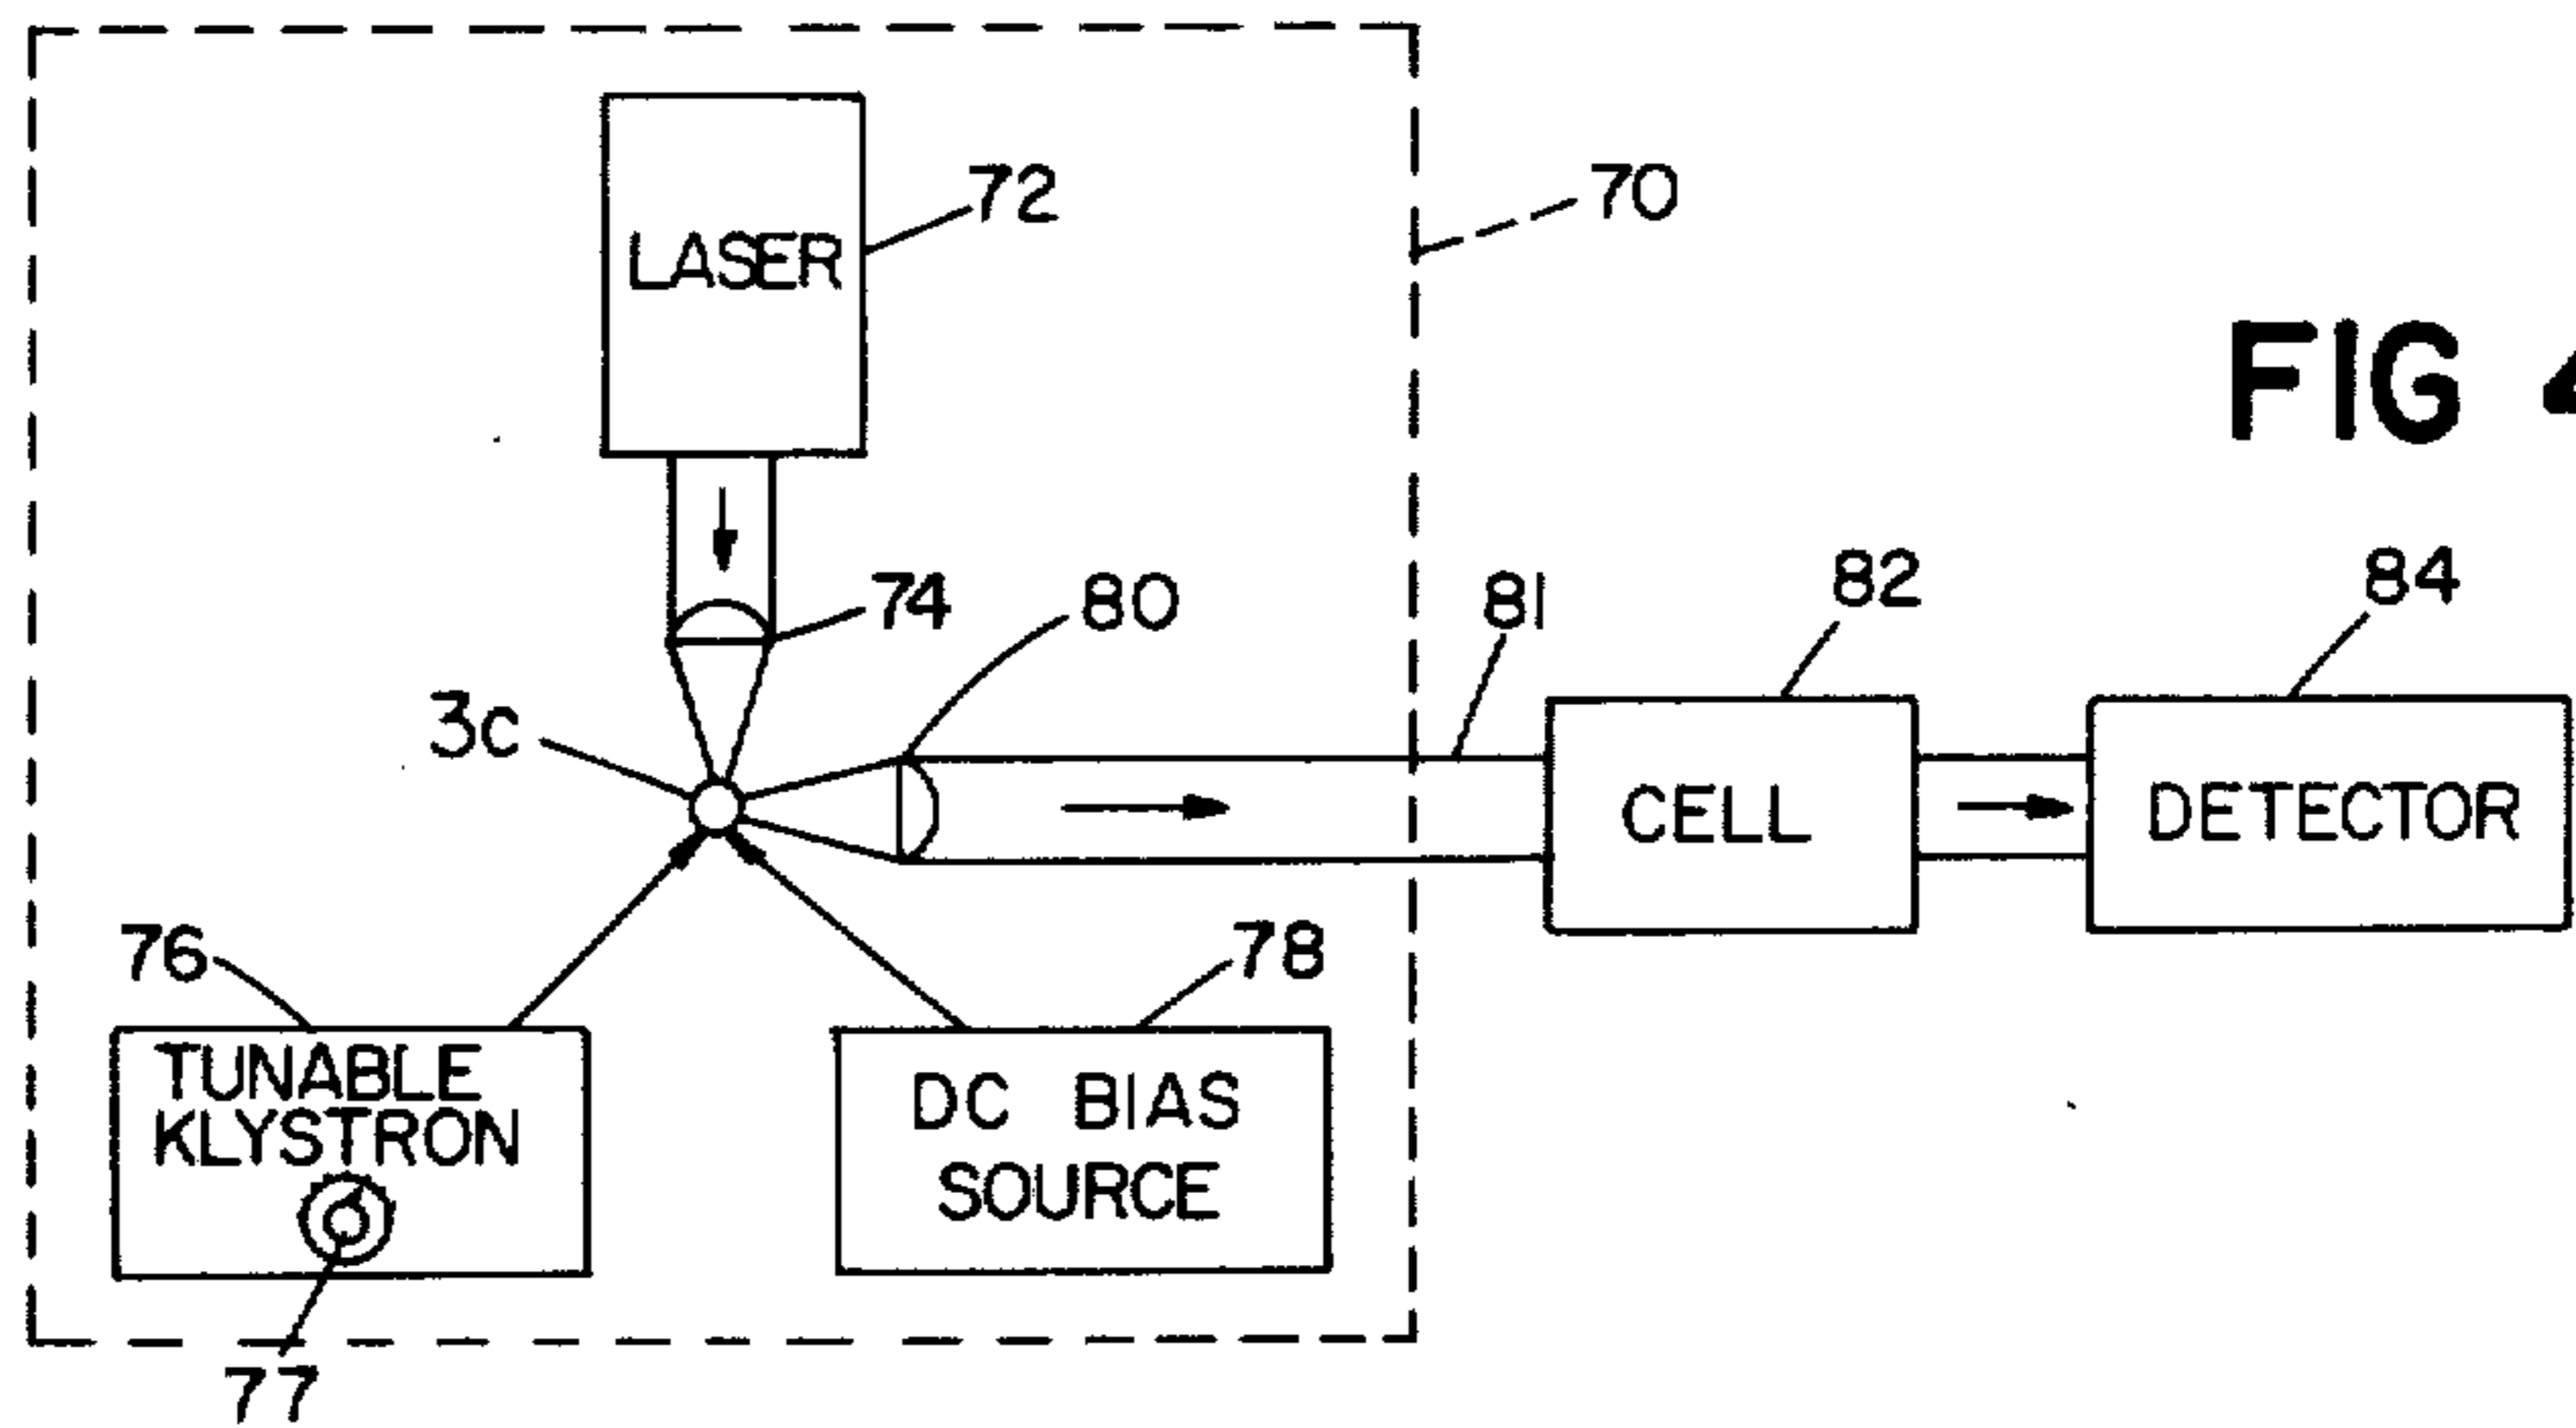 72
70
LASER
FIG 4
74
80
81
82
84
3c
CELL
DETECTOR
76
78
TUNABLE
KLYSTRON
DC BIAS
SOURCE
77